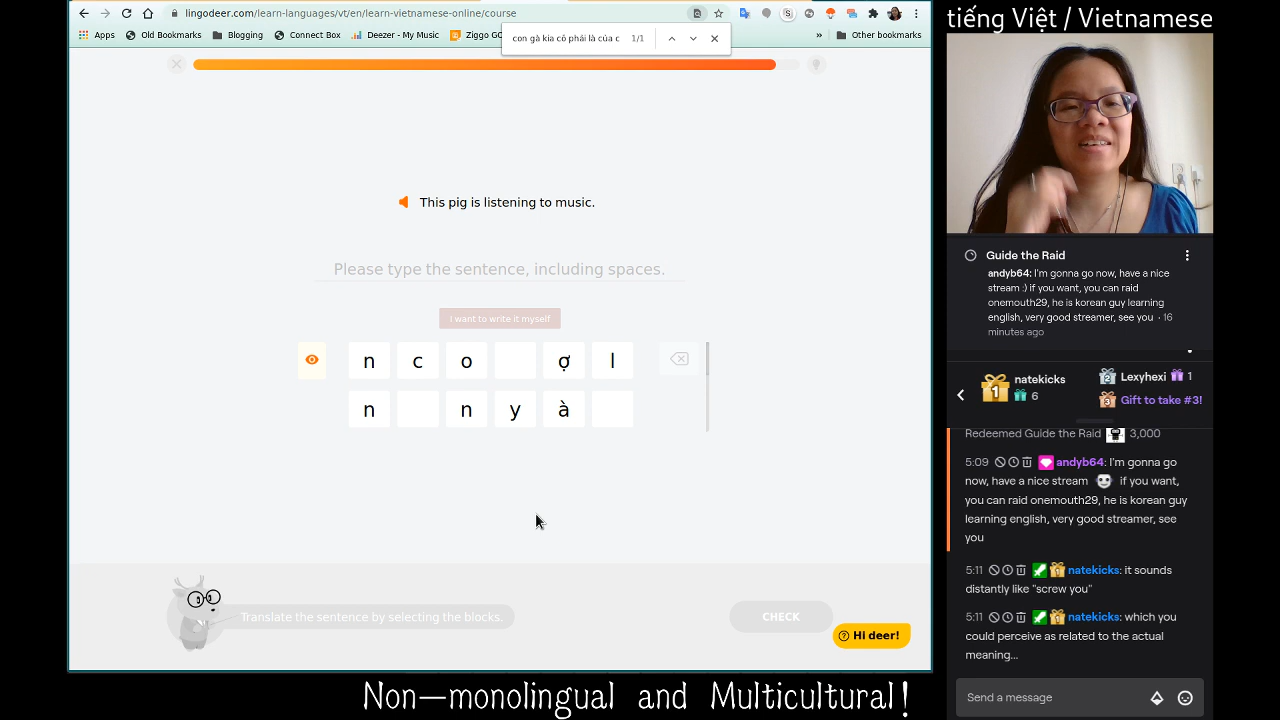 lingodeer.com/learn-languages/vt/en/learn-vietnamese-online/course
Apps
Old Bookmarks
Blogging
Connect Box
Deezer - My Music
Ziggo GO
con gà kia có phải là của c
1/1
»
Other bookmarks
This pig is listening to music.
Please type the sentence, including spaces.
I want to write it myself
n c o ợ l
n n y à
Translate the sentence by selecting the blocks.
CHECK
Hi deer!
tiếng Việt / Vietnamese
Guide the Raid
andyb64: I'm gonna go now, have a nice
stream :) if you want, you can raid
onemouth29, he is korean guy learning
english, very good streamer, see you · 16
minutes ago
1 natekicks
6
2 Lexyhexi 1
3 Gift to take #3!
Redeemed Guide the Raid 3,000
5:09 andyb64: I'm gonna go
now, have a nice stream if you want,
you can raid onemouth29, he is korean guy
learning english, very good streamer, see
you
5:11 natekicks: it sounds
distantly like "screw you"
5:11 natekicks: which you
could perceive as related to the actual
meaning...
Send a message
Non-monolingual and Multicultural!